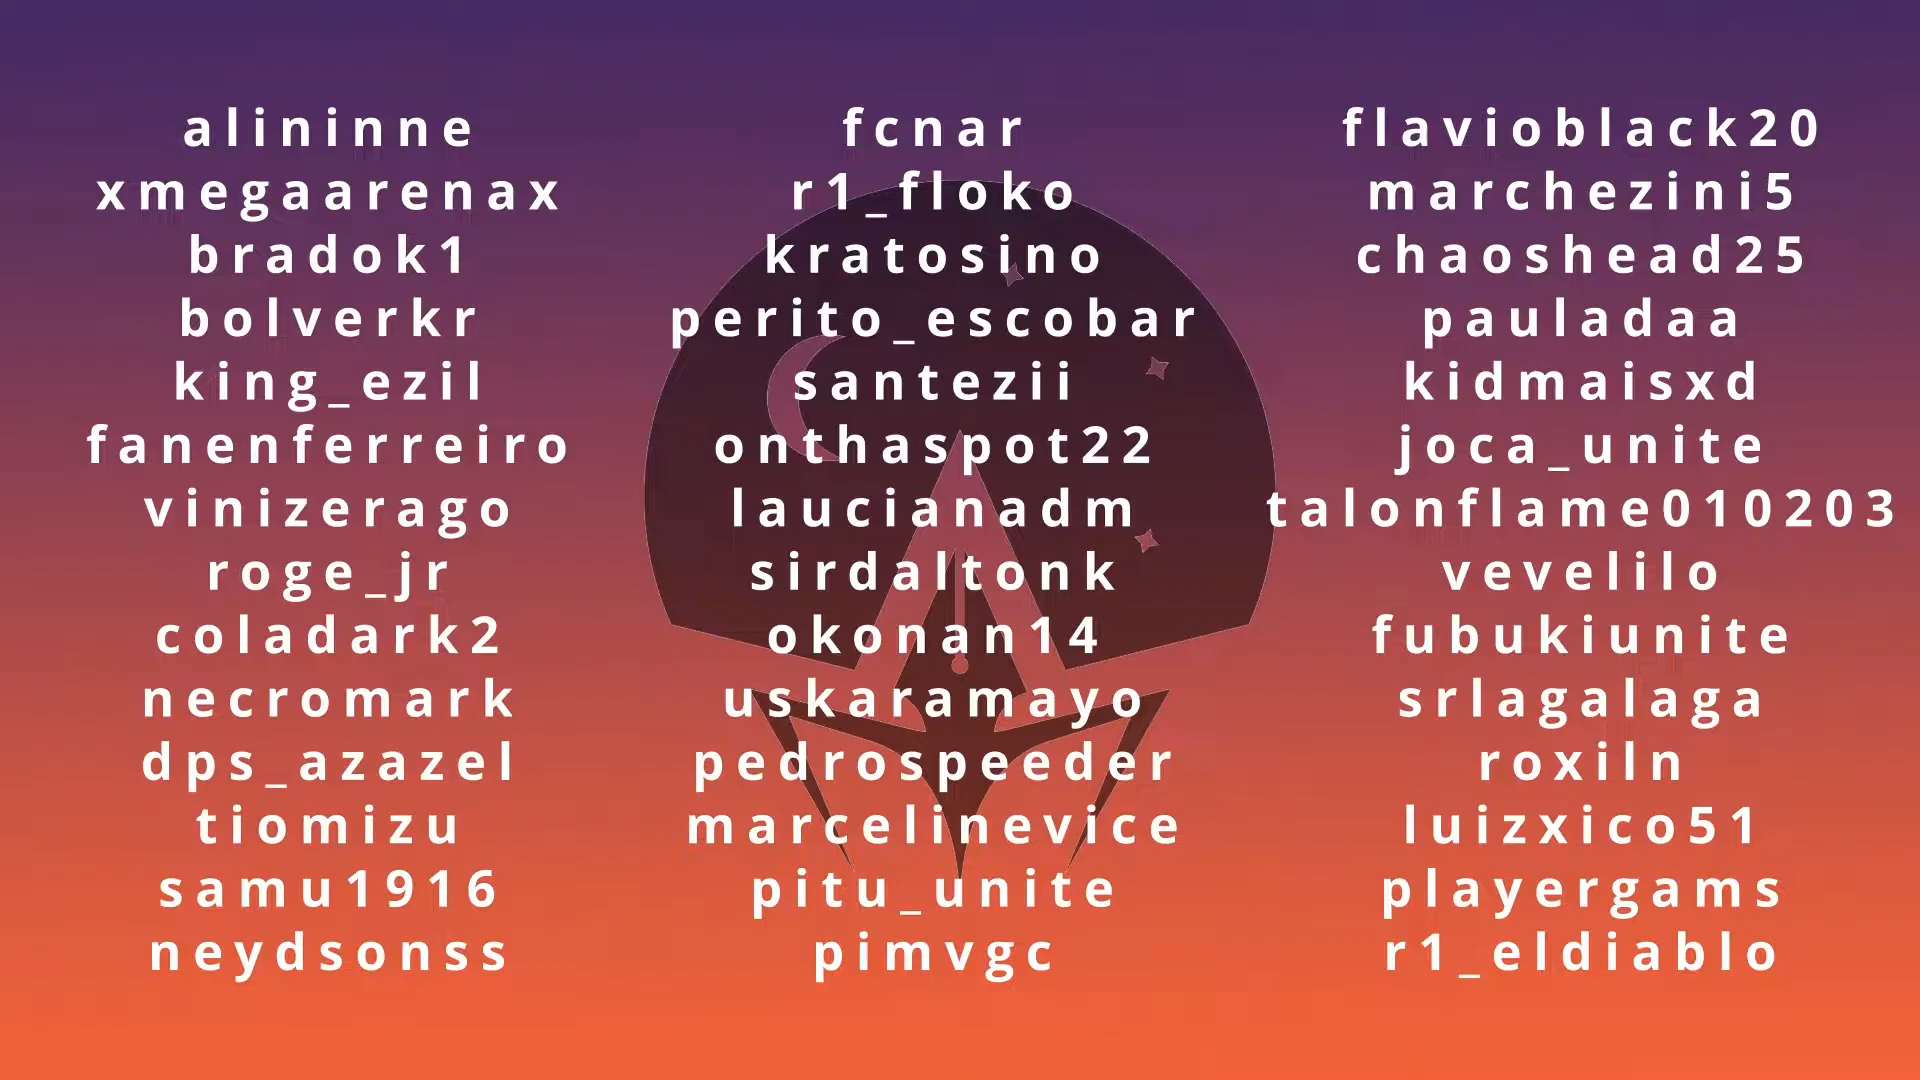 alininne
xmegaarenax
bradok1
bolverkr
king_ezil
fanenferreiro
vinizerago
roge_jr
coladark2
necromark
dps_azazel
tiomizu
samu1916
neydsonss
fcnar
r1_floko
kratosino
perito_escobar
santezii
onthaspot22
laucianadm
sirdaltonk
okonan14
uskaramayo
pedrospeeder
marcelinevice
pitu_unite
pimvgc
flavioblack20
marchezini5
chaoshead25
pauladaa
kidmaisxd
joca_unite
talonflame010203
vevelilo
fubukiunite
srlagalaga
roxiln
luizxico51
playergams
r1_eldiablo